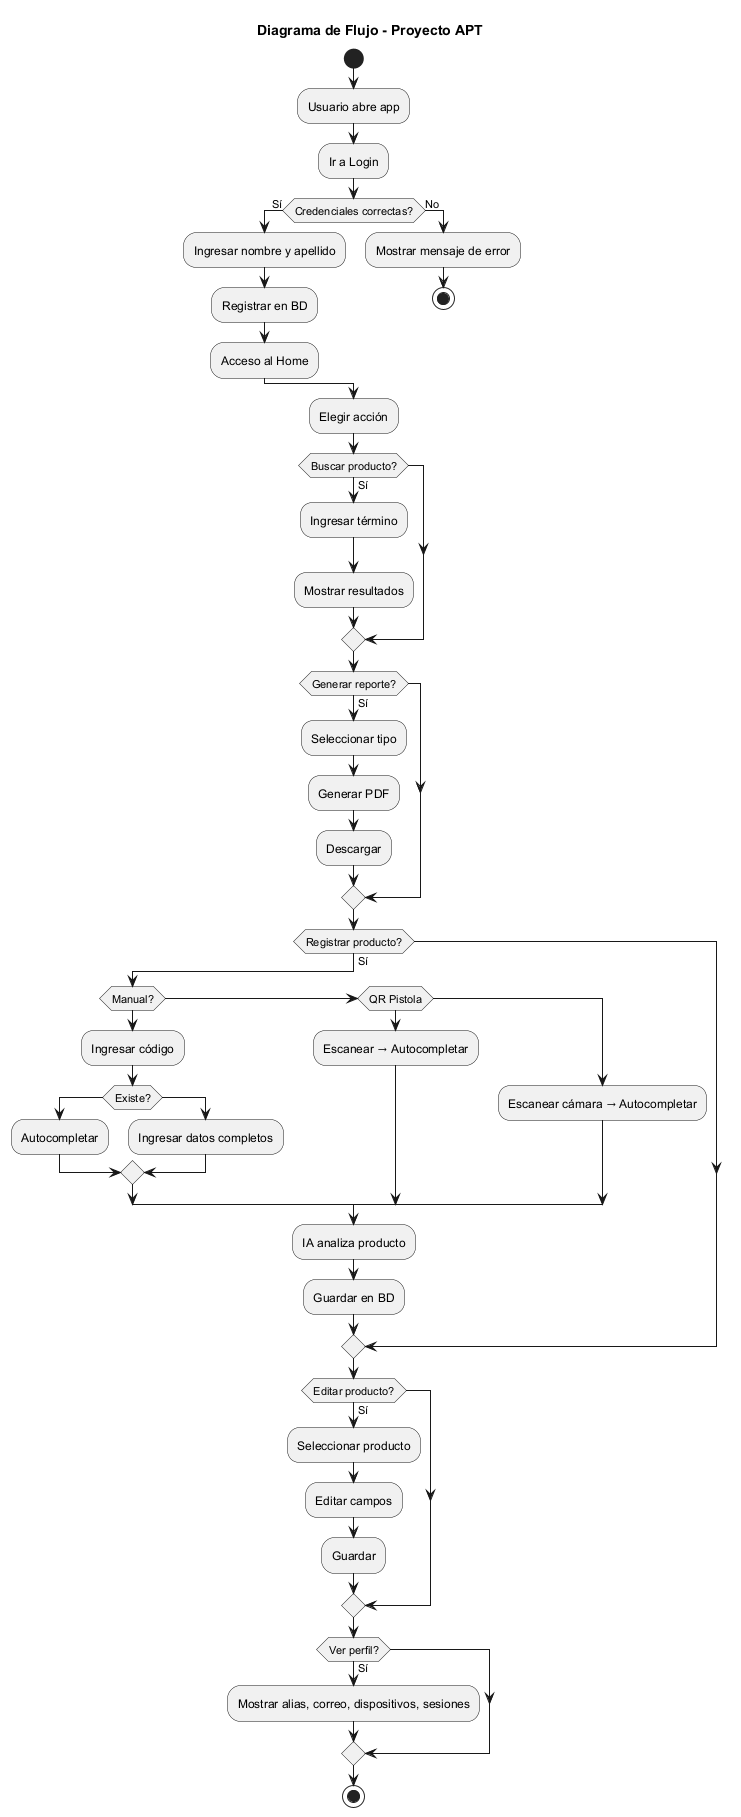 Diagrama de Flujo - Proyecto APT
Usuario abre app
Ir a Login
Sí
Credenciales correctas?
No
Ingresar nombre y apellido
Mostrar mensaje de error
Registrar en BD
Acceso al Home
Elegir acción
Buscar producto?
Sí
Ingresar término
Mostrar resultados
Generar reporte?
Sí
Seleccionar tipo
Generar PDF
Descargar
Registrar producto?
Sí
Manual?
QR Pistola
Ingresar código
Escanear → Autocompletar
Existe?
Escanear cámara → Autocompletar
Autocompletar
Ingresar datos completos
IA analiza producto
Guardar en BD
Editar producto?
Sí
Seleccionar producto
Editar campos
Guardar
Ver perfil?
Sí
Mostrar alias, correo, dispositivos, sesiones